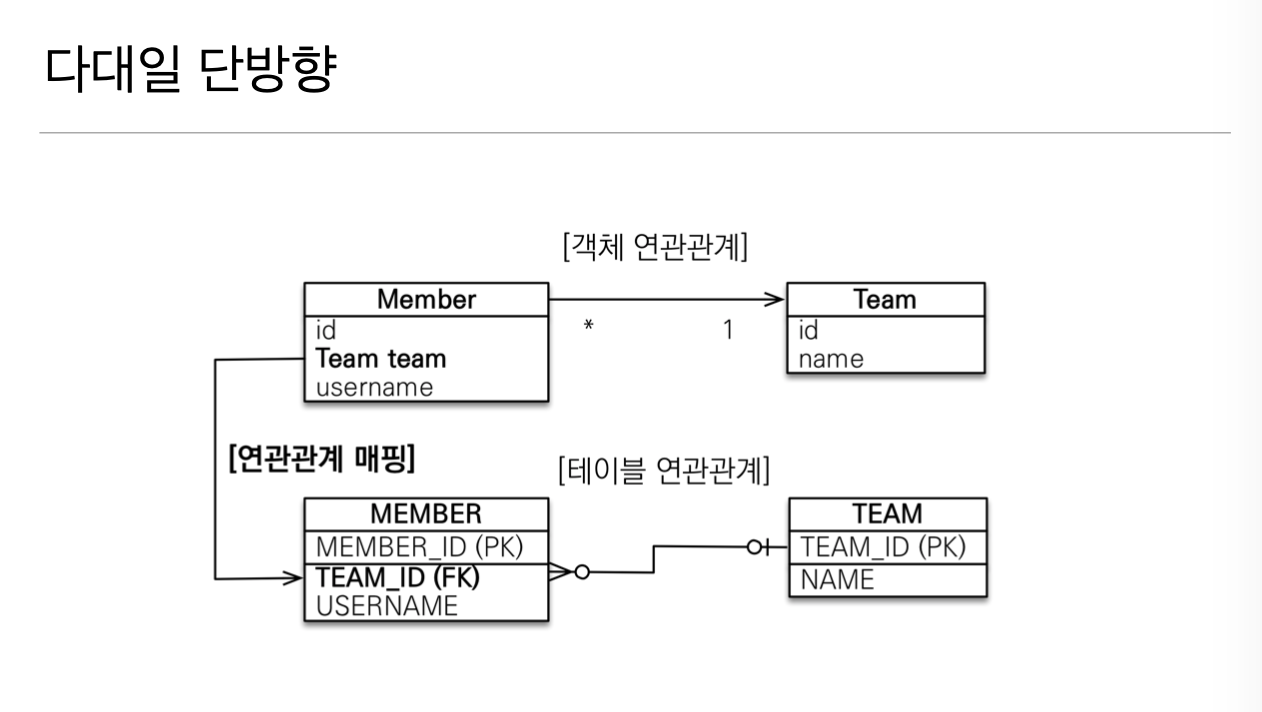 다대일 단방향
[객체 연관관계]
Member
id
Team team
username
* 1
Team
id
name
[연관관계 매핑]
[테이블 연관관계]
MEMBER
MEMBER_ID (PK)
TEAM_ID (FK)
USERNAME
TEAM
TEAM_ID (PK)
NAME